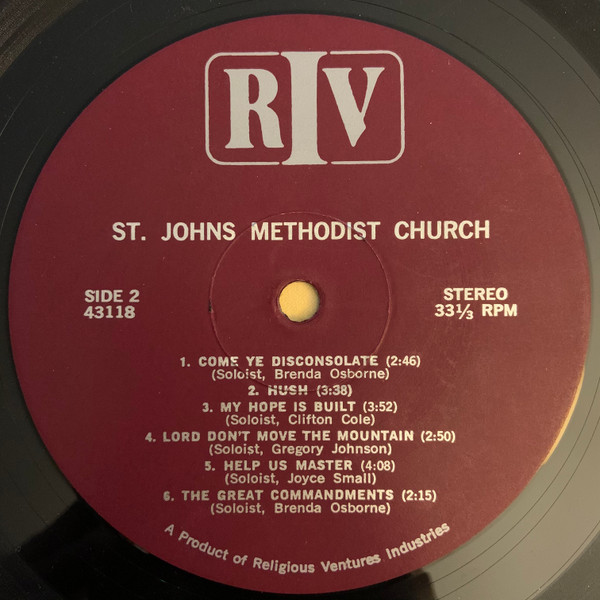 RIV
ST. JOHNS METHODIST CHURCH
SIDE 2
43118
STEREO
33⅓ RPM
1. COME YE DISCONSOLATE (2:46)
(Soloist, Brenda Osborne)
2. HUSH (3:38)
3. MY HOPE IS BUILT (3:52)
(Soloist, Clifton Cole)
4. LORD DON'T MOVE THE MOUNTAIN (2:50)
(Soloist, Gregory Johnson)
5. HELP US MASTER (4:08)
(Soloist, Joyce Small)
6. THE GREAT COMMANDMENTS (2:15)
(Soloist, Brenda Osborne)
A Product of Religious Ventures Industries